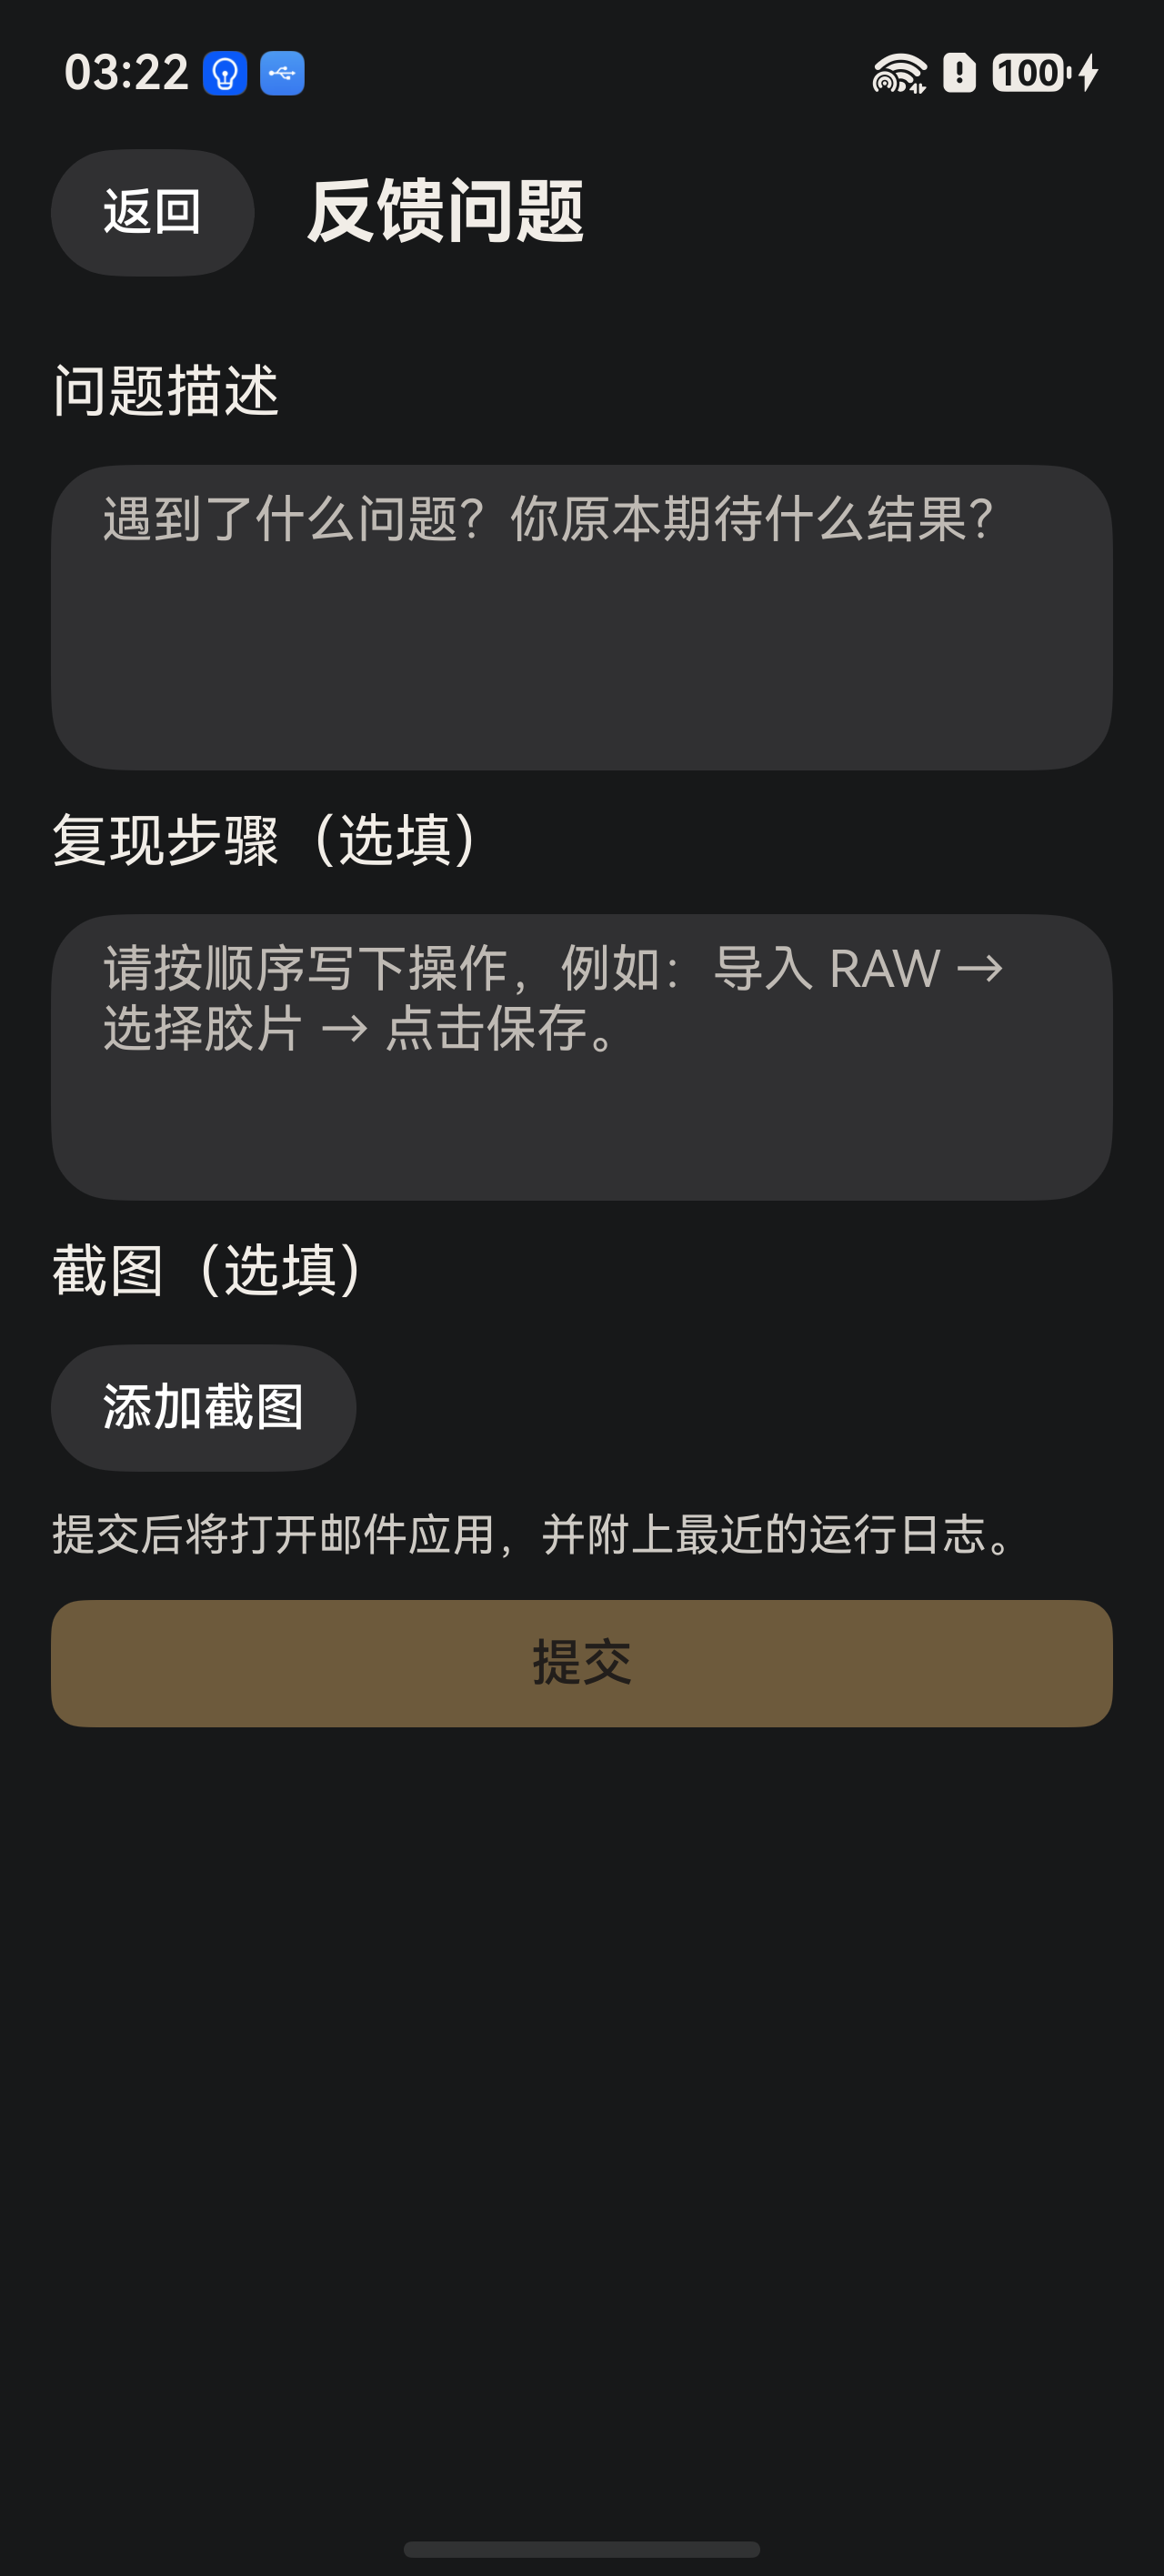 03:22
100
返回
反馈问题
问题描述
遇到了什么问题？你原本期待什么结果？
复现步骤（选填）
请按顺序写下操作，例如：导入 RAW →
选择胶片 → 点击保存。
截图（选填）
添加截图
提交后将打开邮件应用，并附上最近的运行日志。
提交